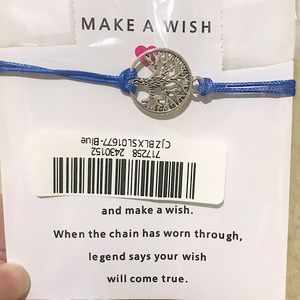 MAKE A WISH
717258 2430152
CJZBLXSL01677-Blue
and make a wish.
When the chain has worn through,
legend says your wish
will come true.